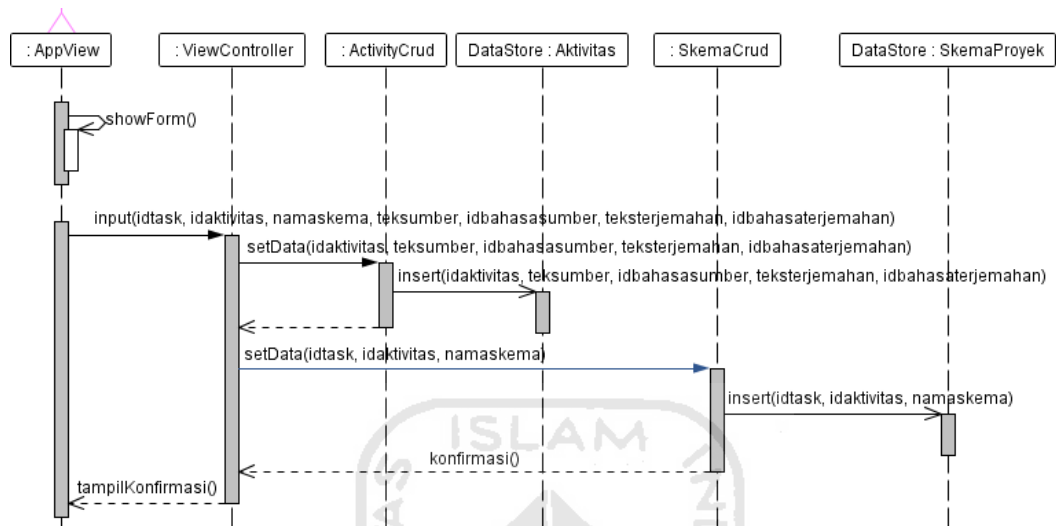 : AppView
: ViewController
: ActivityCrud
DataStore : Aktivitas
: SkemaCrud
DataStore : SkemaProyek
showForm()
input(idtask, idaktivitas, namaskema, teksumber, idbahasasumber, teksterjemahan, idbahasaterjemahan)
setData(idaktivitas, teksumber, idbahasasumber, teksterjemahan, idbahasaterjemahan)
insert(idaktivitas, teksumber, idbahasasumber, teksterjemahan, idbahasaterjemahan)
setData(idtask, idaktivitas, namaskema)
insert(idtask, idaktivitas, namaskema)
ISLAM
konfirmasi()
tampilKonfirmasi()